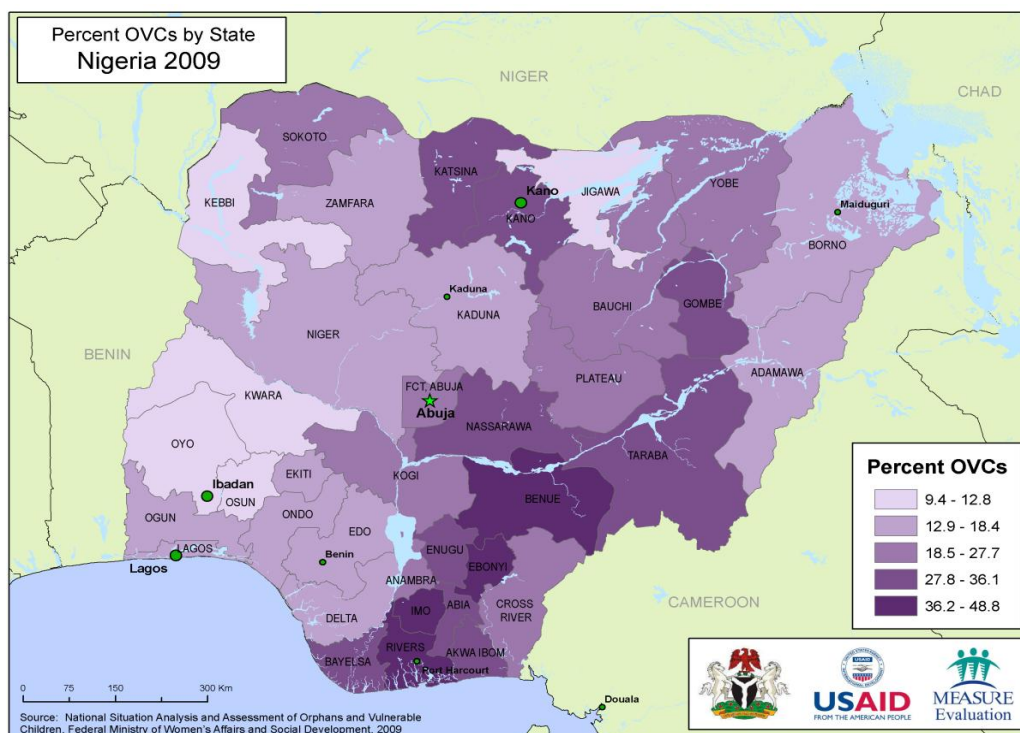 Percent OVCs by State
Nigeria 2009
NIGER
CHAD
SOKOTO
KATSINA
Kano
KANO
JIGAWA
YOBE
KEBBI
ZAMFARA
Maiduguri
BORNO
Kaduna
KADUNA
BAUCHI
GOMBE
NIGER
BENIN
PLATEAU
ADAMAWA
FCT, ABUJA
Abuja
KWARA
NASSARAWA
OYO
TARABA
KOGI
EKITI
BENUE
Ibadan
OSUN
OGUN
ONDO
EDO
LAGOS
Lagos
Benin
ENUGU
EBONYI
ANAMBRA
CAMEROON
IMO
ABIA
CROSS
RIVER
DELTA
RIVERS
AKWA IBOM
BAYELSA
Port Harcourt
Douala
Percent OVCs
9.4 - 12.8
12.9 - 18.4
18.5 - 27.7
27.8 - 36.1
36.2 - 48.8
0 75 150 300 Km
Source: National Situation Analysis and Assessment of Orphans and Vulnerable
Children, Federal Ministry of Women's Affairs and Social Development, 2009
USAID
FROM THE AMERICAN PEOPLE
MEASURE
Evaluation